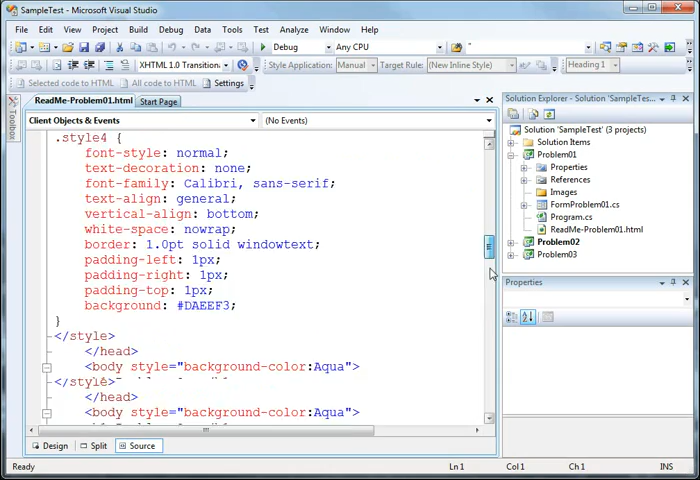 SampleTest - Microsoft Visual Studio
File Edit View Project Build Debug Data Tools Test Analyze Window Help
Debug Any CPU
XHTML 1.0 Transition Style Application: Manual Target Rule: (New Inline Style) Heading 1
Selected code to HTML All code to HTML Settings
Toolbox
ReadMe-Problem01.html Start Page
Client Objects & Events (No Events)
.style4 {
font-style: normal;
text-decoration: none;
font-family: Calibri, sans-serif;
text-align: general;
vertical-align: bottom;
white-space: nowrap;
border: 1.0pt solid windowtext;
padding-left: 1px;
padding-right: 1px;
padding-top: 1px;
background: #DAEEF3;
}
</style>
</head>
<body style="background-color:Aqua">
</style>
</head>
<body style="background-color:Aqua">
Design Split Source
Solution Explorer - Solution 'SampleTest'...
Solution 'SampleTest' (3 projects)
Solution Items
Problem01
Properties
References
Images
FormProblem01.cs
Program.cs
ReadMe-Problem01.html
Problem02
Problem03
Properties
Ready Ln 1 Col 1 Ch 1 INS